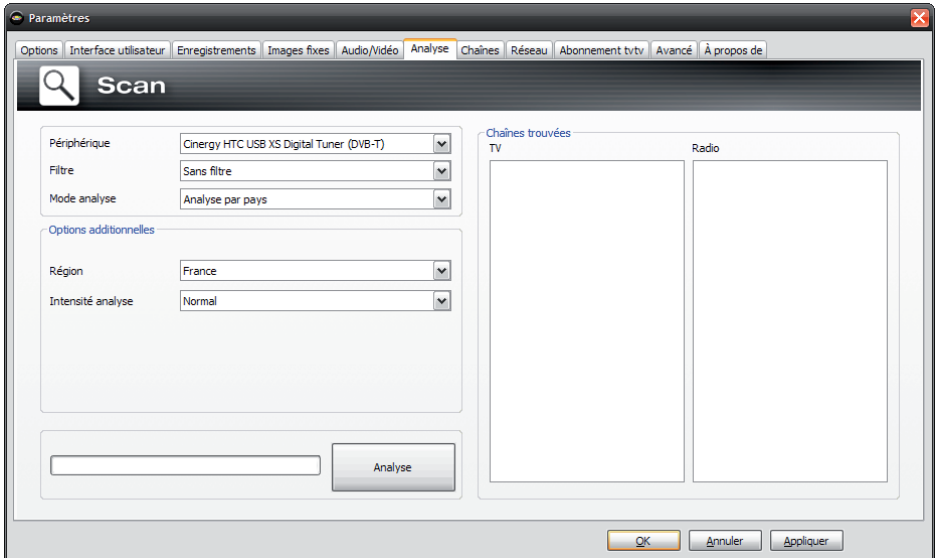 Paramètres
Options Interface utilisateur Enregistrements Images fixes Audio/Vidéo Analyse Chaînes Réseau Abonnement tvtv Avancé À propos de
Scan
Périphérique Cinergy HTC USB XS Digital Tuner (DVB-T)
Filtre Sans filtre
Mode analyse Analyse par pays
Options additionnelles
Région France
Intensité analyse Normal
Analyse
Chaînes trouvées
TV Radio
OK Annuler Appliquer